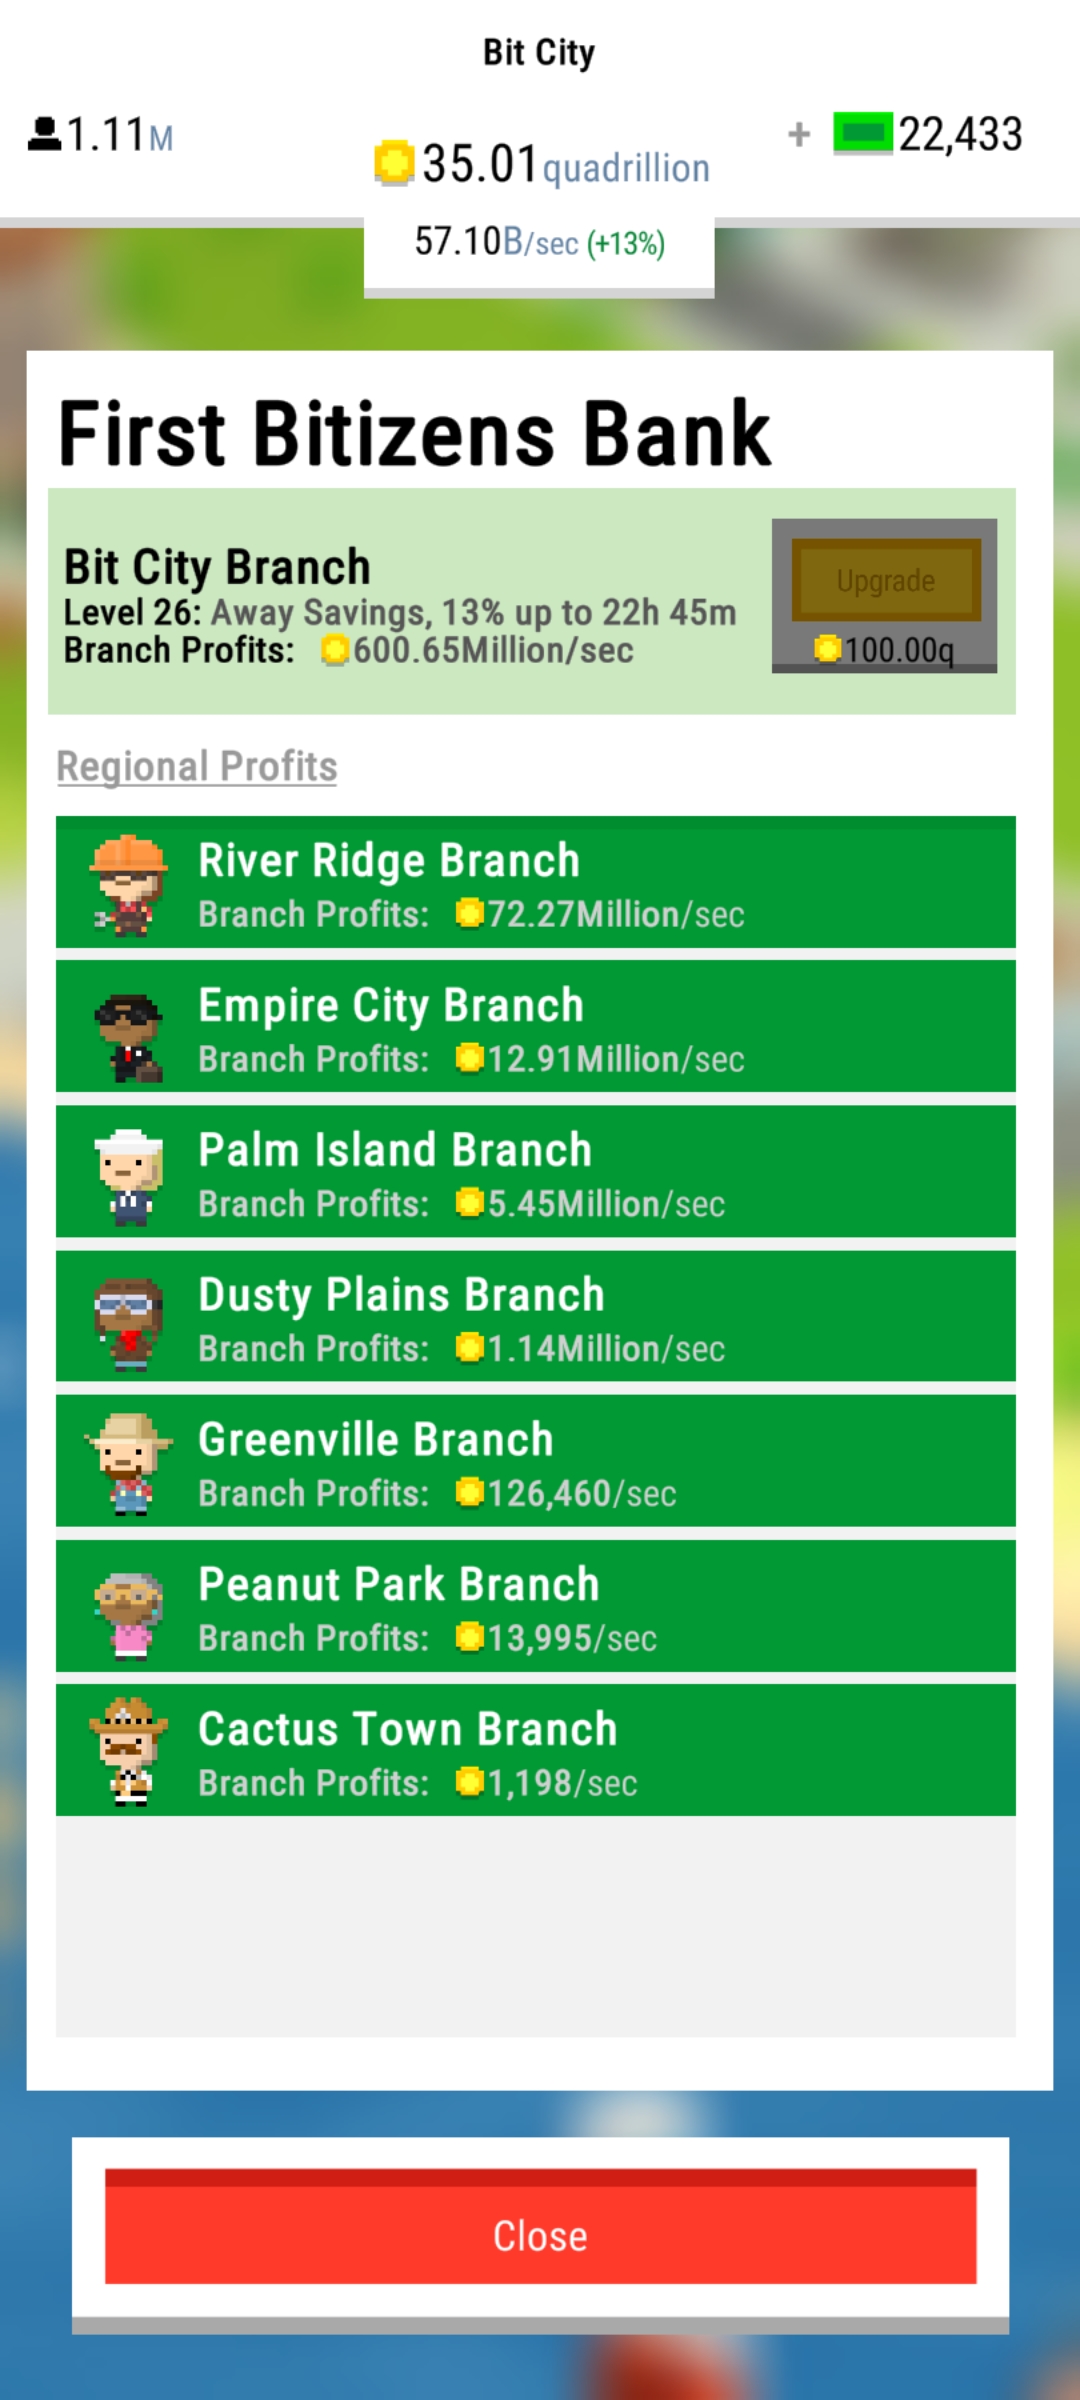 Bit City
1.11M
35.01quadrillion
+ 22,433
57.10B/sec (+13%)
First Bitizens Bank
Bit City Branch
Level 26: Away Savings, 13% up to 22h 45m
Branch Profits: 600.65Million/sec
Upgrade
100.00q
Regional Profits
River Ridge Branch
Branch Profits: 72.27Million/sec
Empire City Branch
Branch Profits: 12.91Million/sec
Palm Island Branch
Branch Profits: 5.45Million/sec
Dusty Plains Branch
Branch Profits: 1.14Million/sec
Greenville Branch
Branch Profits: 126,460/sec
Peanut Park Branch
Branch Profits: 13,995/sec
Cactus Town Branch
Branch Profits: 1,198/sec
Close